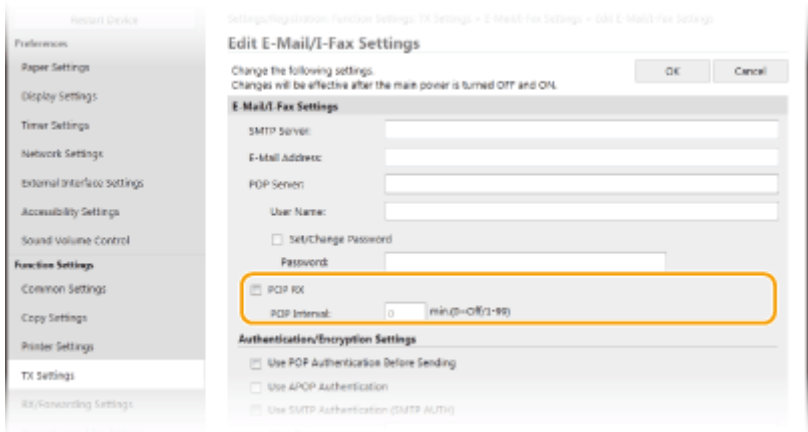 Restart Device
Preferences
Paper Settings
Display Settings
Timer Settings
Network Settings
External Interface Settings
Accessibility Settings
Sound Volume Control
Function Settings
Common Settings
Copy Settings
Printer Settings
TX Settings
RX/Forwarding Settings
Settings/Registration: Function Settings: TX Settings > E-Mail/I-Fax Settings > Edit E-Mail/I-Fax Settings
Edit E-Mail/I-Fax Settings
Change the following settings.
Changes will be effective after the main power is turned OFF and ON.
OK
Cancel
E-Mail/I-Fax Settings
SMTP Server:
E-Mail Address:
POP Server:
User Name:
Set/Change Password
Password:
POP RX
POP Interval: 0 min.(0=Off/1-99)
Authentication/Encryption Settings
Use POP Authentication Before Sending
Use APOP Authentication
Use SMTP Authentication (SMTP AUTH)